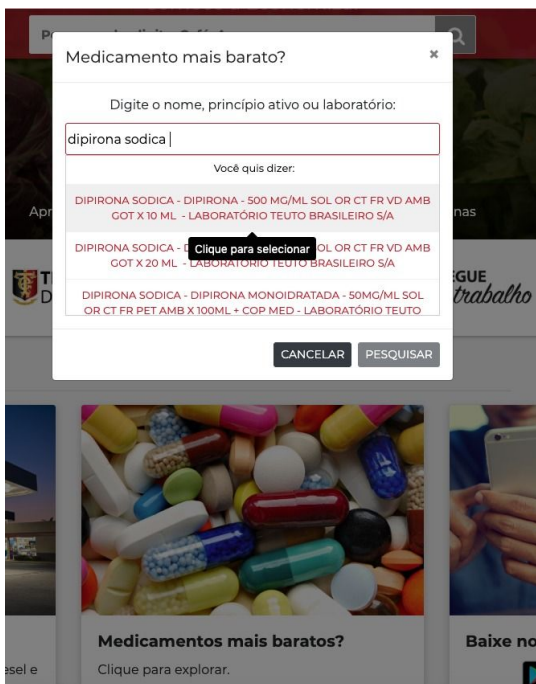 Medicamento mais barato?
×
Digite o nome, princípio ativo ou laboratório:
dipirona sodica
Você quis dizer:
DIPIRONA SODICA - DIPIRONA - 500 MG/ML SOL OR CT FR VD AMB
GOT X 10 ML - LABORATÓRIO TEUTO BRASILEIRO S/A
DIPIRONA SODICA - D
Clique para selecionar
OL OR CT FR VD AMB
GOT X 20 ML - LABORATÓRIO TEUTO BRASILEIRO S/A
DIPIRONA SODICA - DIPIRONA MONOIDRATADA - 50MG/ML SOL
OR CT FR PET AMB X 100ML + COP MED - LABORATÓRIO TEUTO
CANCELAR PESQUISAR
Apr
nas
T
D
EGUE
trabalho
Medicamentos mais baratos?
Clique para explorar.
esel e
Baixe no